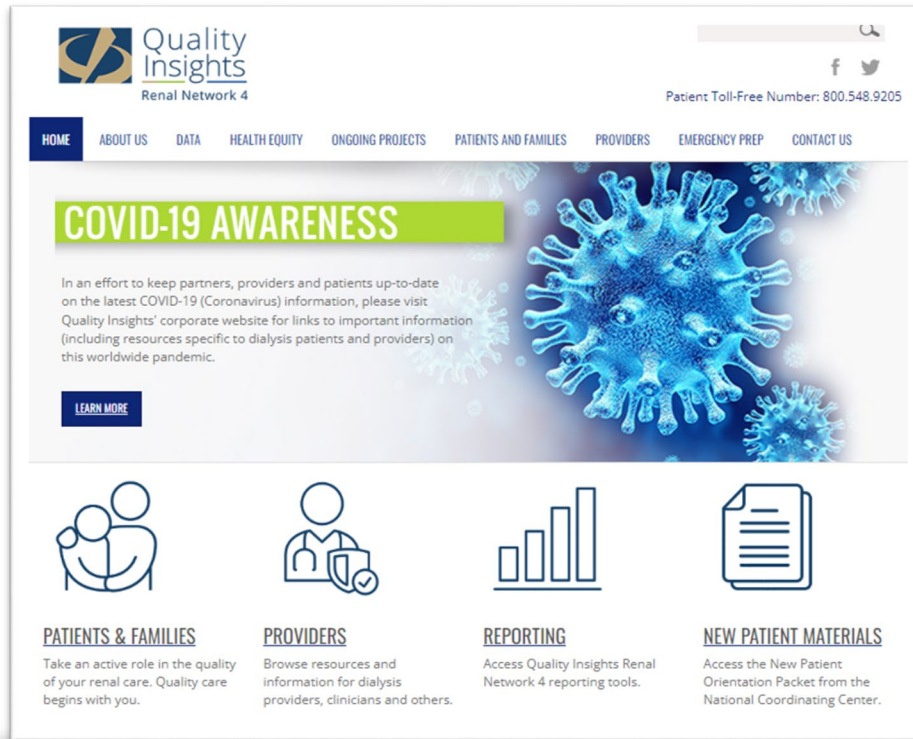 Quality
Insights
Renal Network 4
Patient Toll-Free Number: 800.548.9205
HOME ABOUT US DATA HEALTH EQUITY ONGOING PROJECTS PATIENTS AND FAMILIES PROVIDERS EMERGENCY PREP CONTACT US
COVID-19 AWARENESS
In an effort to keep partners, providers and patients up-to-date
on the latest COVID-19 (Coronavirus) information, please visit
Quality Insights' corporate website for links to important information
(including resources specific to dialysis patients and providers) on
this worldwide pandemic.
LEARN MORE
PATIENTS & FAMILIES
Take an active role in the quality
of your renal care. Quality care
begins with you.
PROVIDERS
Browse resources and
information for dialysis
providers, clinicians and others.
REPORTING
Access Quality Insights Renal
Network 4 reporting tools.
NEW PATIENT MATERIALS
Access the New Patient
Orientation Packet from the
National Coordinating Center.